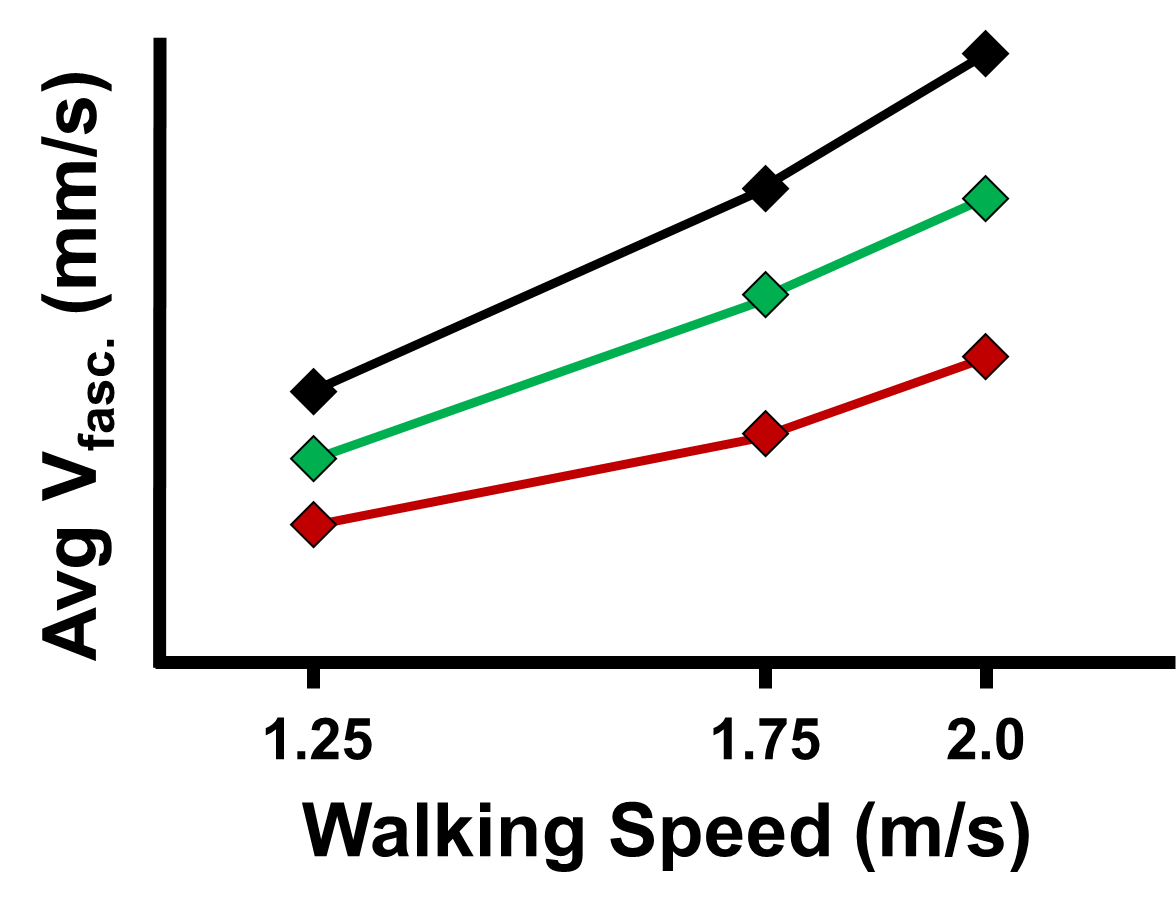 Avg Vfasc. (mm/s)
1.25 1.75 2.0
Walking Speed (m/s)